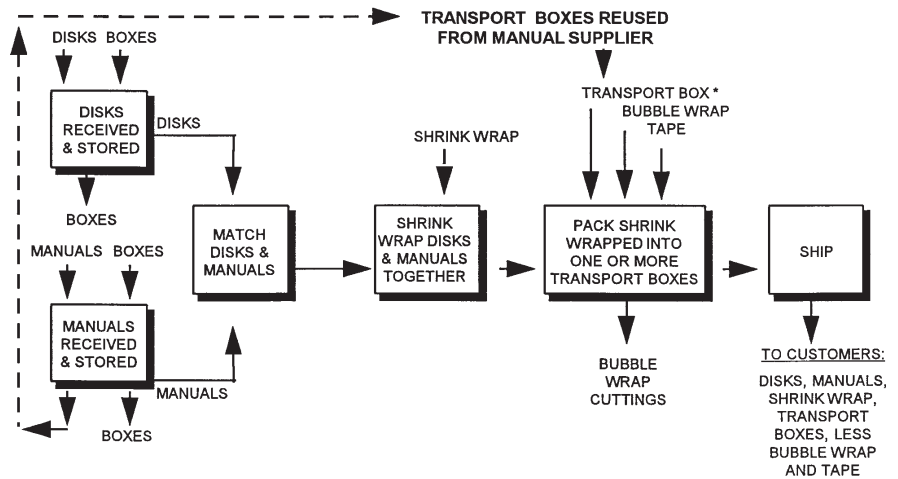 TRANSPORT BOXES REUSED
FROM MANUAL SUPPLIER
DISKS BOXES
DISKS
RECEIVED
& STORED
DISKS
BOXES
MANUALS BOXES
MANUALS
RECEIVED
& STORED
MANUALS
BOXES
MATCH
DISKS &
MANUALS
SHRINK WRAP
SHRINK
WRAP DISKS
& MANUALS
TOGETHER
TRANSPORT BOX *
BUBBLE WRAP
TAPE
PACK SHRINK
WRAPPED INTO
ONE OR MORE
TRANSPORT BOXES
BUBBLE
WRAP
CUTTINGS
SHIP
TO CUSTOMERS:
DISKS, MANUALS,
SHRINK WRAP,
TRANSPORT
BOXES, LESS
BUBBLE WRAP
AND TAPE